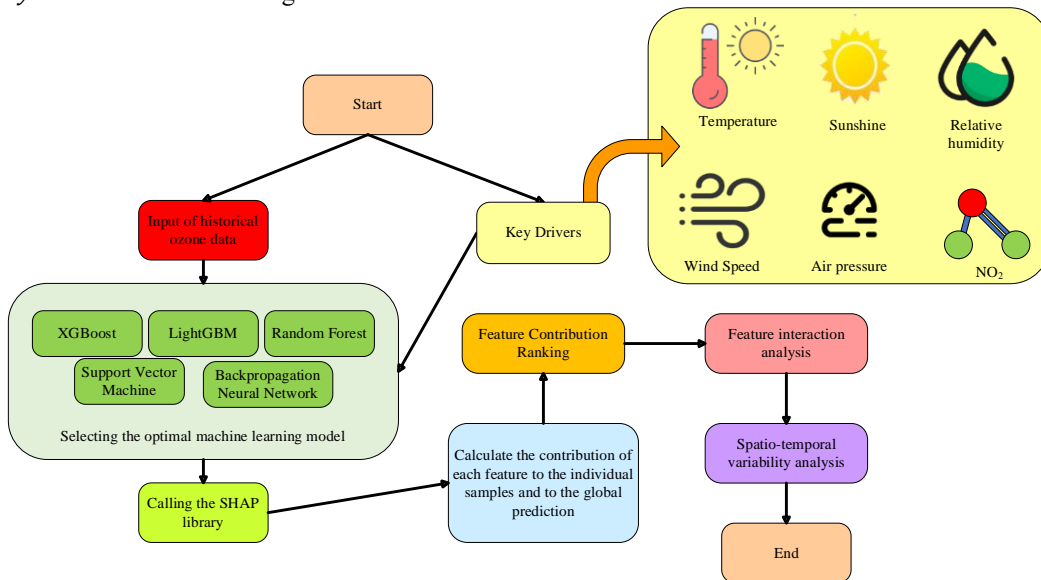 Start
Temperature
Sunshine
Relative
humidity
Wind Speed
Air pressure
NO₂
Input of historical
ozone data
Key Drivers
XGBoost
LightGBM
Random Forest
Support Vector
Machine
Backpropagation
Neural Network
Selecting the optimal machine learning model
Calling the SHAP
library
Calculate the contribution of
each feature to the individual
samples and to the global
prediction
Feature Contribution
Ranking
Feature interaction
analysis
Spatio-temporal
variability analysis
End